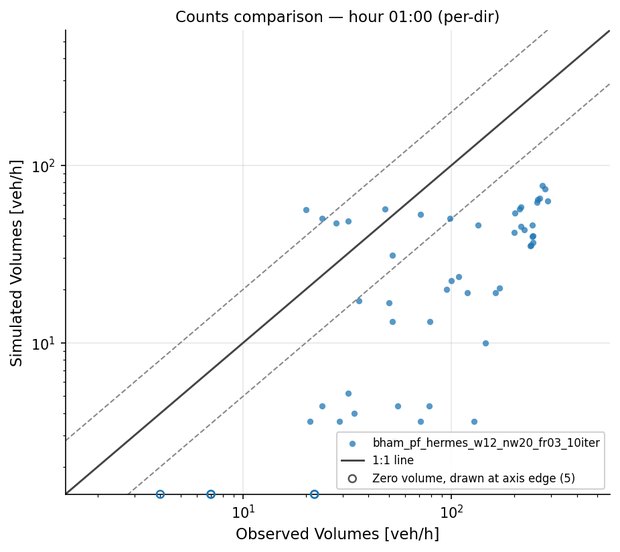 Counts comparison — hour 01:00 (per-dir)
Simulated Volumes [veh/h]
10²
10¹
bham_pf_hermes_w12_nw20_fr03_10iter
1:1 line
Zero volume, drawn at axis edge (5)
10¹ 10²
Observed Volumes [veh/h]